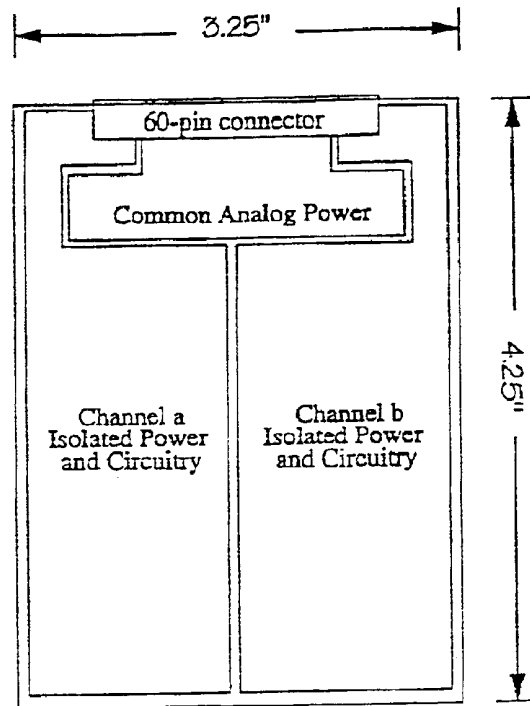 3.25"
60-pin connector
Common Analog Power
4.25"
Channel a
Isolated Power
and Circuitry
Channel b
Isolated Power
and Circuitry